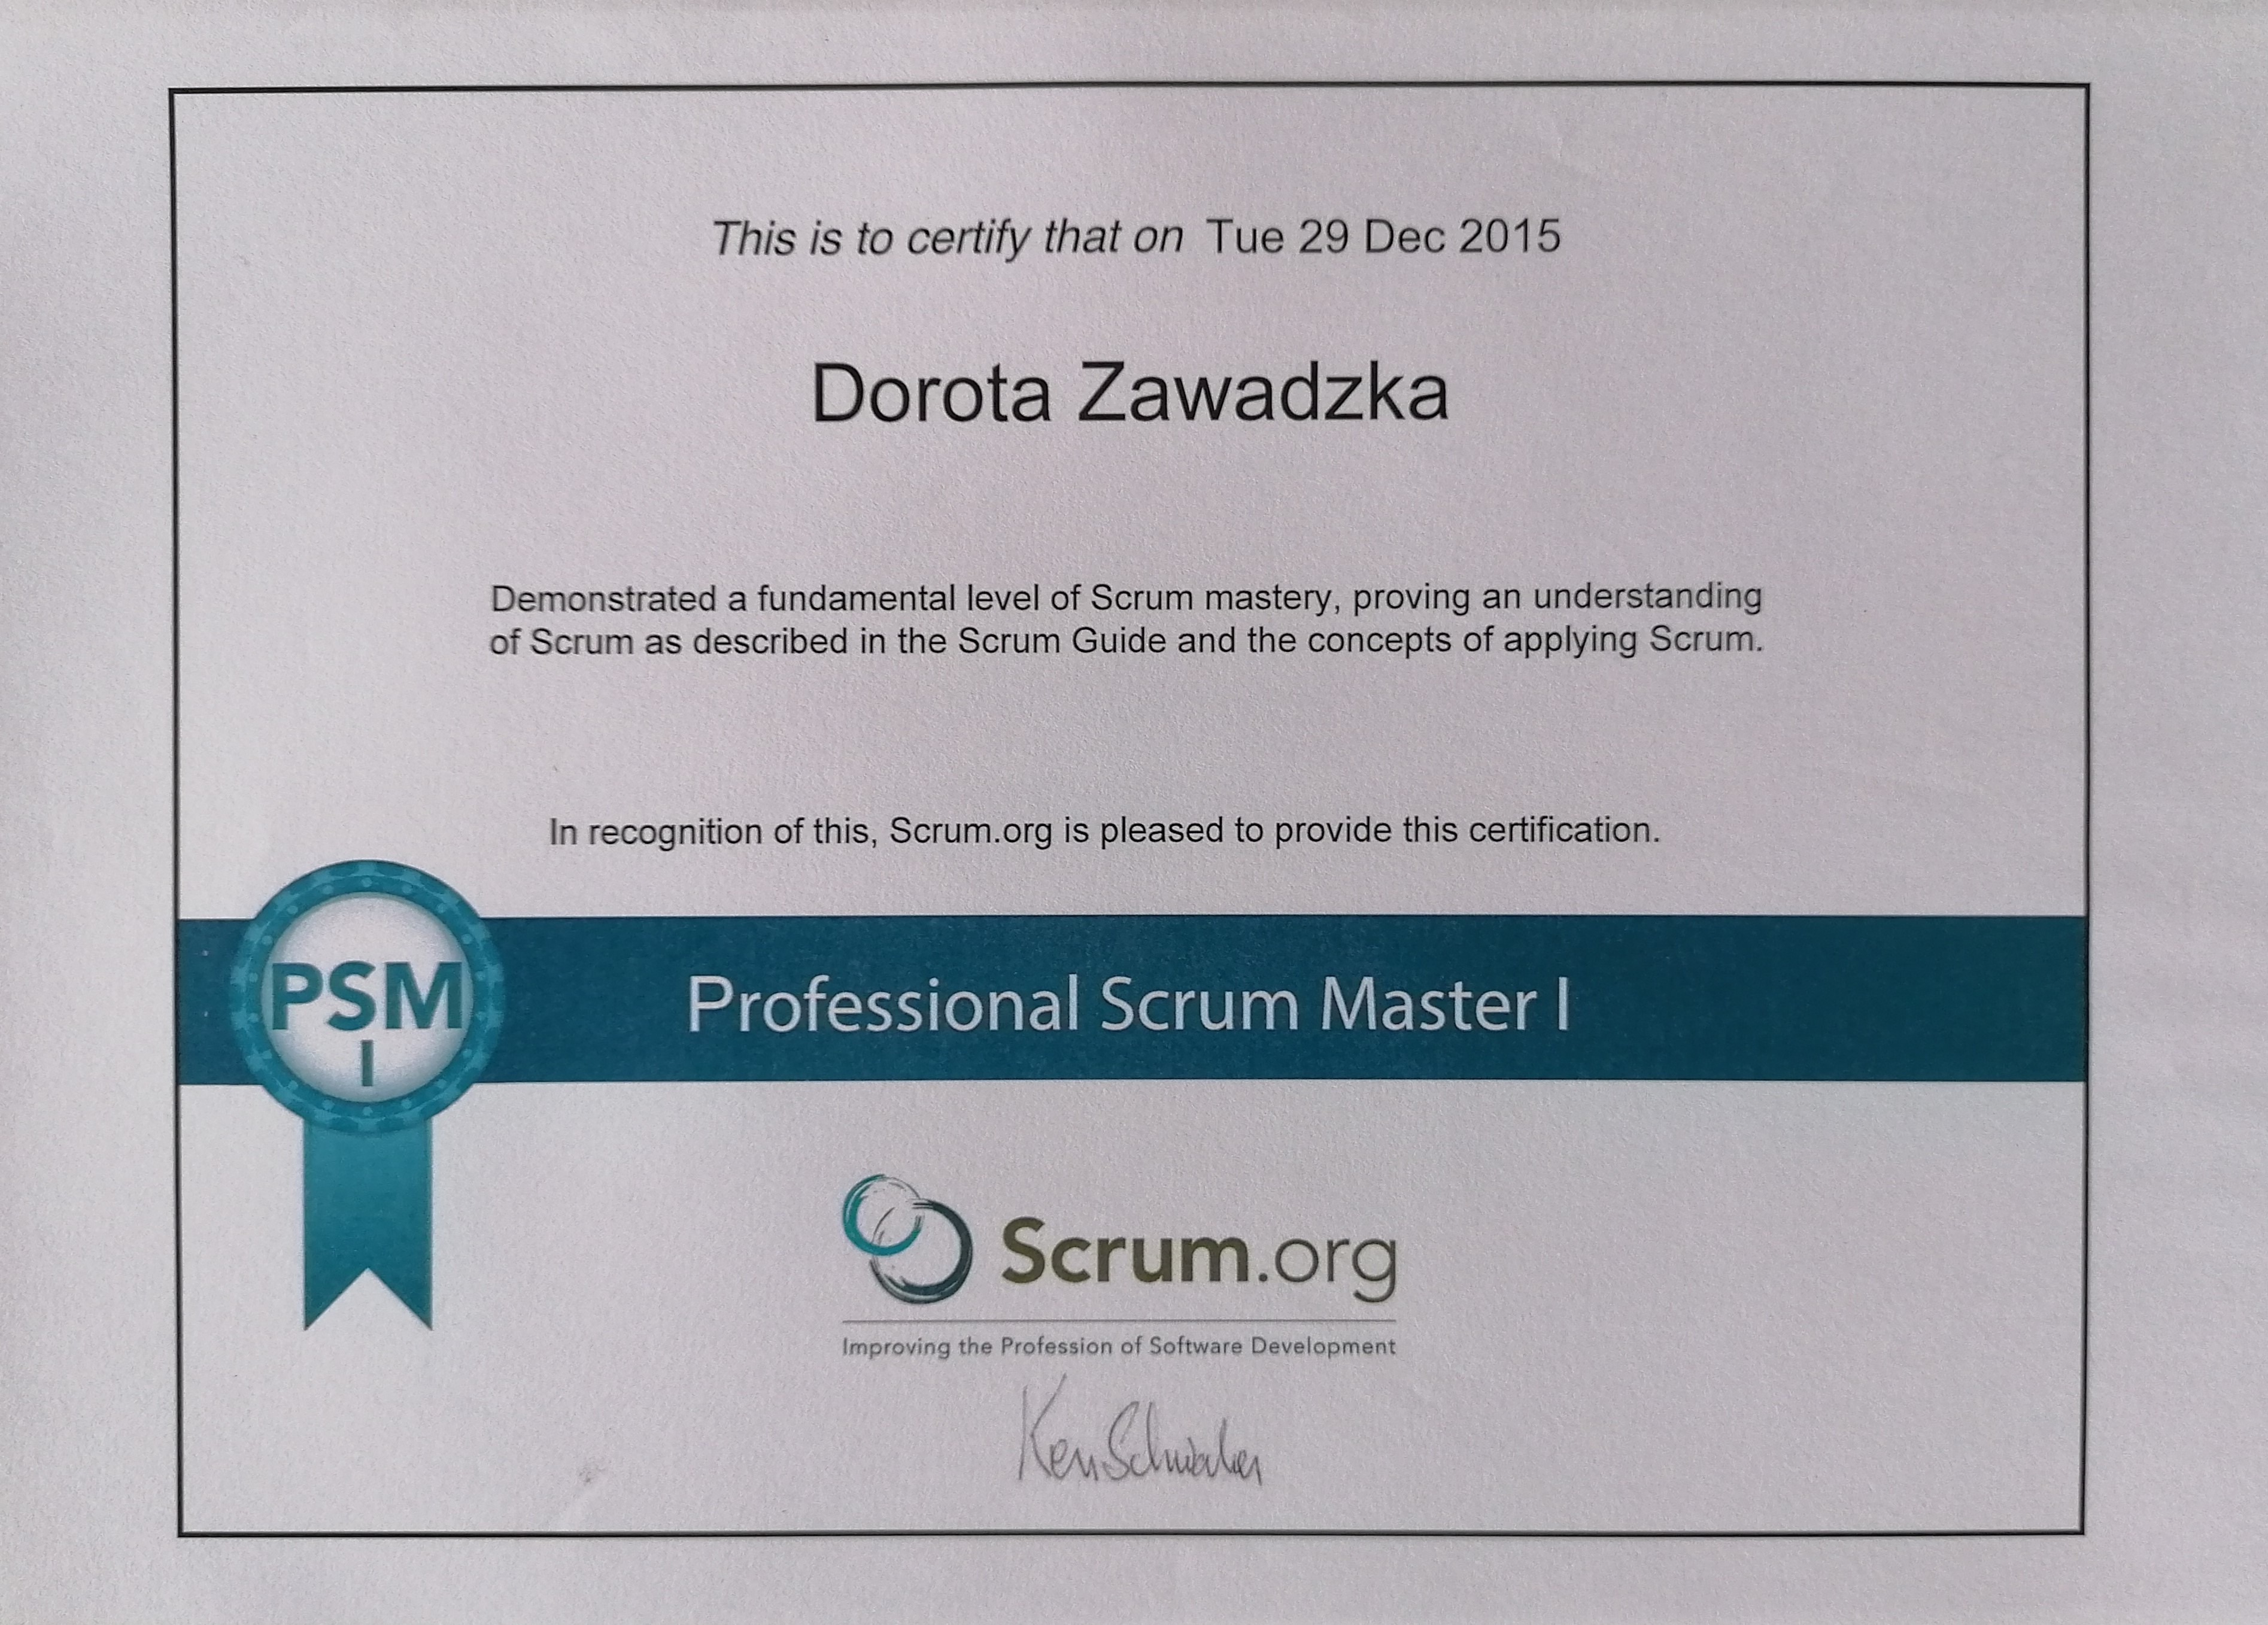 This is to certify that on Tue 29 Dec 2015
Dorota Zawadzka
Demonstrated a fundamental level of Scrum mastery, proving an understanding
of Scrum as described in the Scrum Guide and the concepts of applying Scrum.
In recognition of this, Scrum.org is pleased to provide this certification.
PSM
I
Professional Scrum Master I
Scrum.org
Improving the Profession of Software Development
Ken Schwaber